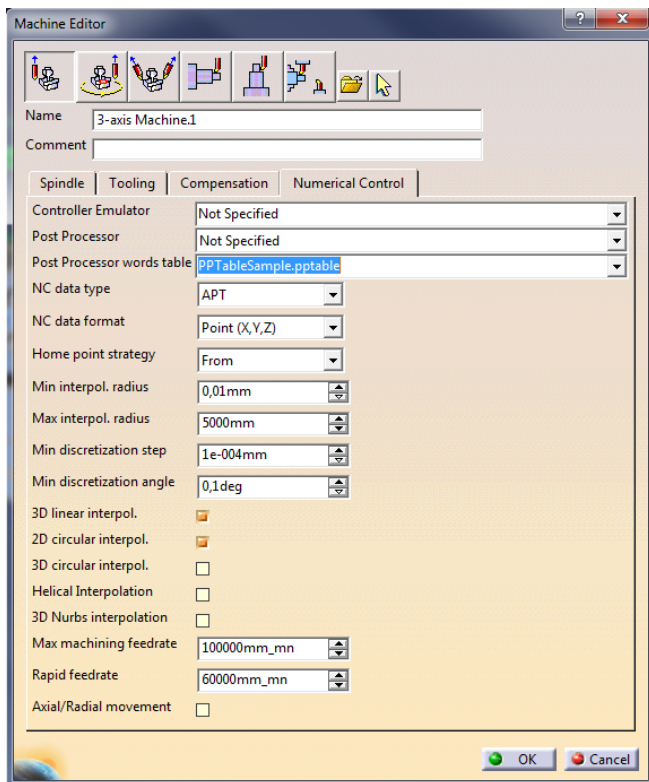 Machine Editor
Name 3-axis Machine.1
Comment
Spindle Tooling Compensation Numerical Control
Controller Emulator Not Specified
Post Processor Not Specified
Post Processor words table PPTableSample.pptable
NC data type APT
NC data format Point (X,Y,Z)
Home point strategy From
Min interpol. radius 0,01mm
Max interpol. radius 5000mm
Min discretization step 1e-004mm
Min discretization angle 0,1deg
3D linear interpol.
2D circular interpol.
3D circular interpol.
Helical Interpolation
3D Nurbs interpolation
Max machining feedrate 100000mm_mn
Rapid feedrate 60000mm_mn
Axial/Radial movement
OK Cancel